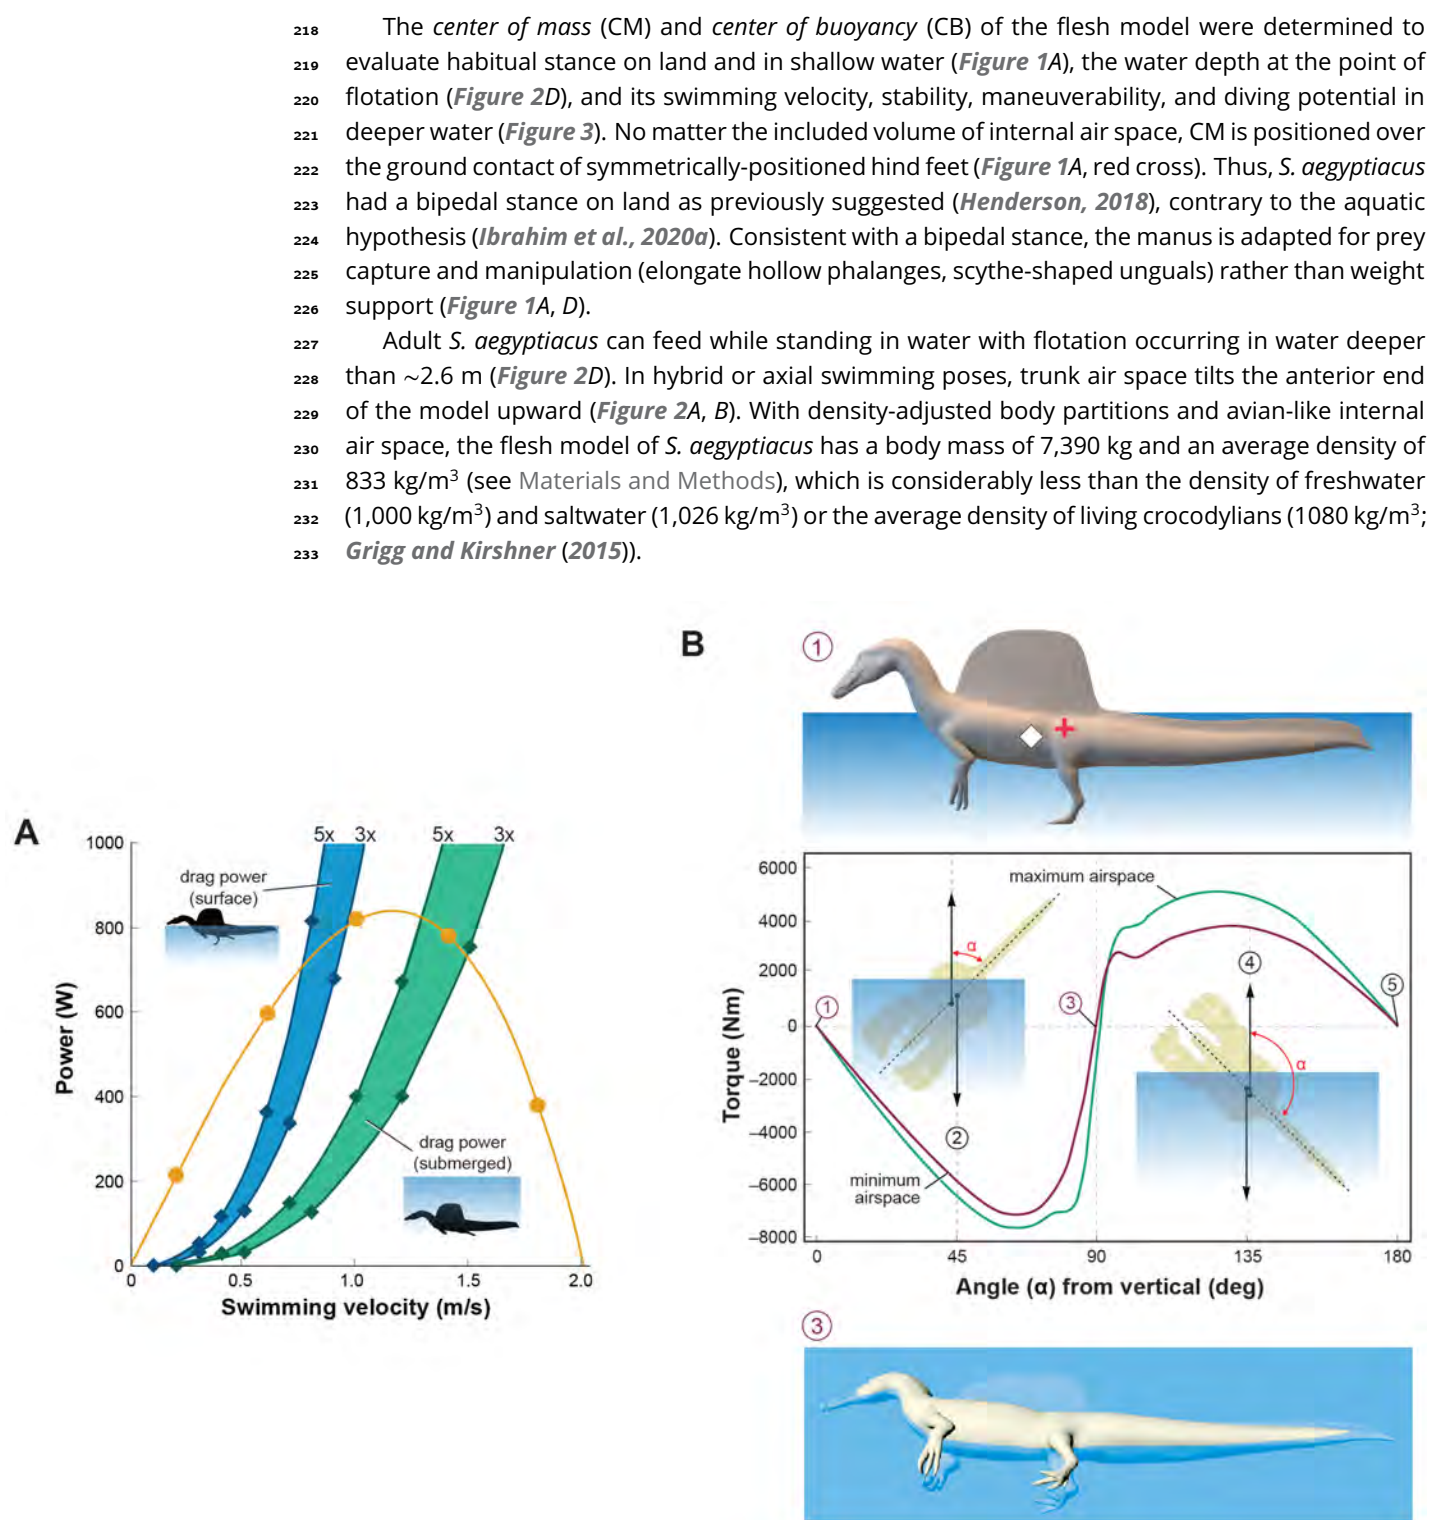 218 The center of mass (CM) and center of buoyancy (CB) of the flesh model were determined to
219 evaluate habitual stance on land and in shallow water (Figure 1A), the water depth at the point of
220 flotation (Figure 2D), and its swimming velocity, stability, maneuverability, and diving potential in
221 deeper water (Figure 3). No matter the included volume of internal air space, CM is positioned over
222 the ground contact of symmetrically-positioned hind feet (Figure 1A, red cross). Thus, S. aegyptiacus
223 had a bipedal stance on land as previously suggested (Henderson, 2018), contrary to the aquatic
224 hypothesis (Ibrahim et al., 2020a). Consistent with a bipedal stance, the manus is adapted for prey
225 capture and manipulation (elongate hollow phalanges, scythe-shaped unguals) rather than weight
226 support (Figure 1A, D).
227 Adult S. aegyptiacus can feed while standing in water with flotation occurring in water deeper
228 than ∼2.6 m (Figure 2D). In hybrid or axial swimming poses, trunk air space tilts the anterior end
229 of the model upward (Figure 2A, B). With density-adjusted body partitions and avian-like internal
230 air space, the flesh model of S. aegyptiacus has a body mass of 7,390 kg and an average density of
231 833 kg/m³ (see Materials and Methods), which is considerably less than the density of freshwater
232 (1,000 kg/m³) and saltwater (1,026 kg/m³) or the average density of living crocodylians (1080 kg/m³;
233 Grigg and Kirshner (2015)).
A
5x 3x 5x 3x
1000
800
600
400
200
0
Power (W)
drag power
(surface)
drag power
(submerged)
0 0.5 1.0 1.5 2.0
Swimming velocity (m/s)
B
1
6000
4000
2000
0
–2000
–4000
–6000
–8000
Torque (Nm)
maximum airspace
α
1
2
3
4
5
α
minimum
airspace
0 45 90 135 180
Angle (α) from vertical (deg)
3